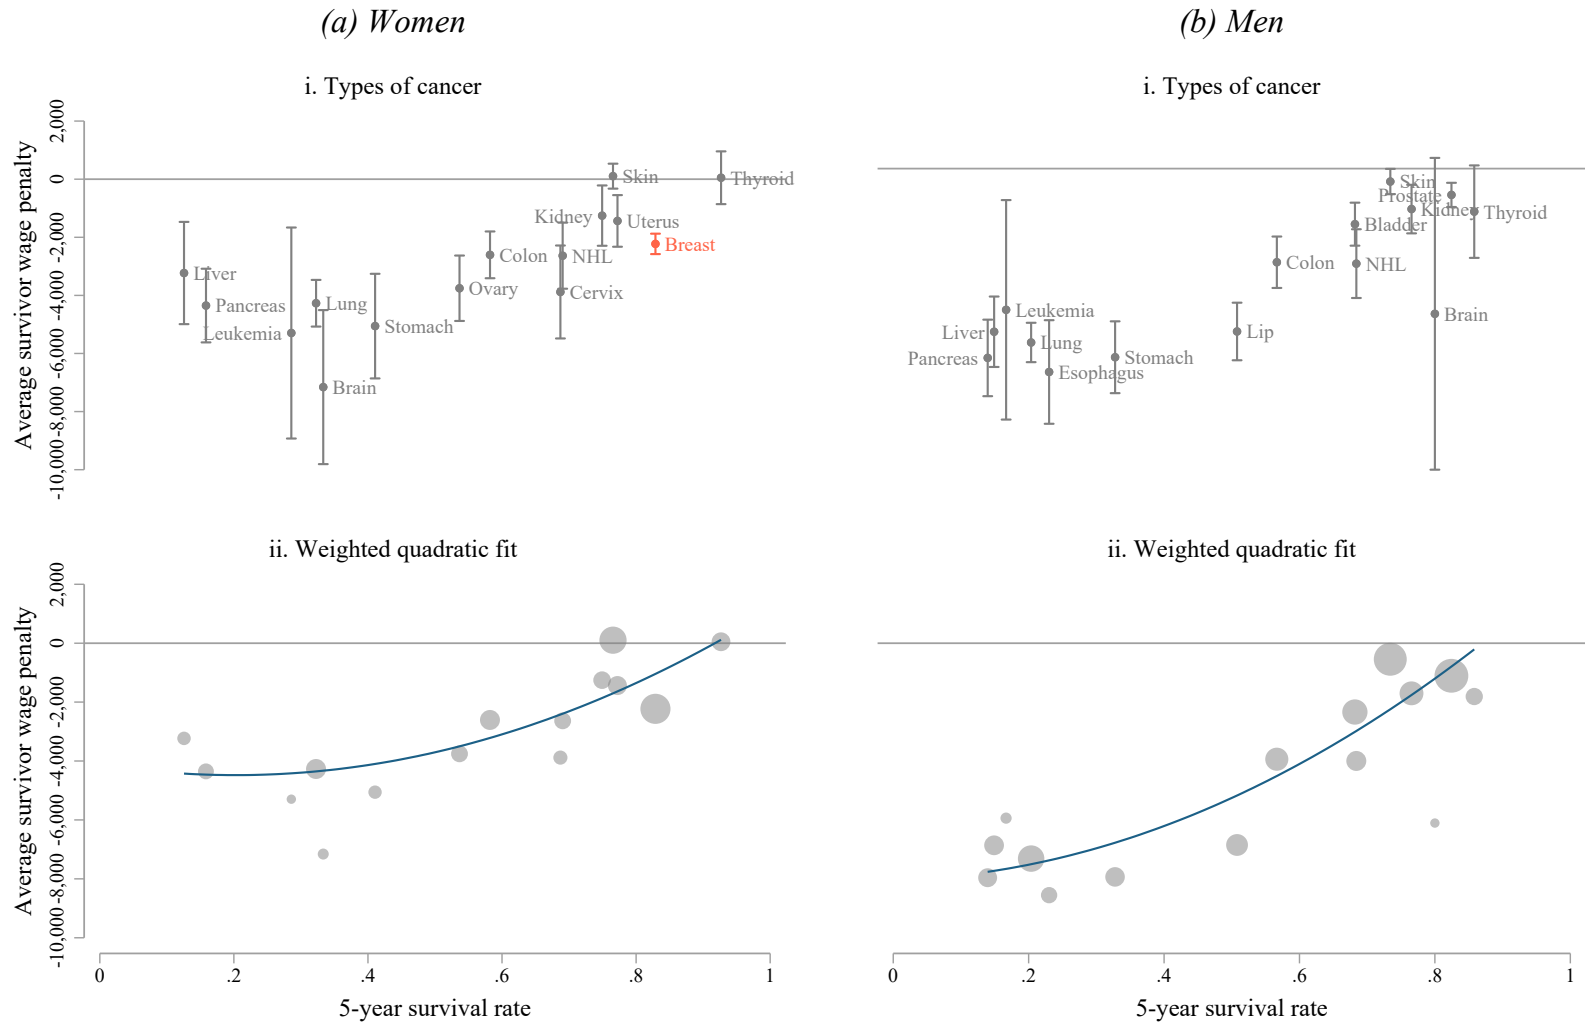 (a) Women
(b) Men
i. Types of cancer
i. Types of cancer
Average survivor wage penalty
2,000
0
-2,000
-4,000
-6,000
-8,000
-10,000
Skin
Thyroid
Kidney
Uterus
Breast
Colon
NHL
Liver
Ovary
Cervix
Pancreas
Lung
Leukemia
Stomach
Brain
Skin
Prostate
Kidney
Thyroid
Bladder
Colon
NHL
Leukemia
Brain
Liver
Lip
Lung
Pancreas
Stomach
Esophagus
ii. Weighted quadratic fit
ii. Weighted quadratic fit
Average survivor wage penalty
2,000
0
-2,000
-4,000
-6,000
-8,000
-10,000
0 .2 .4 .6 .8 1
0 .2 .4 .6 .8 1
5-year survival rate
5-year survival rate